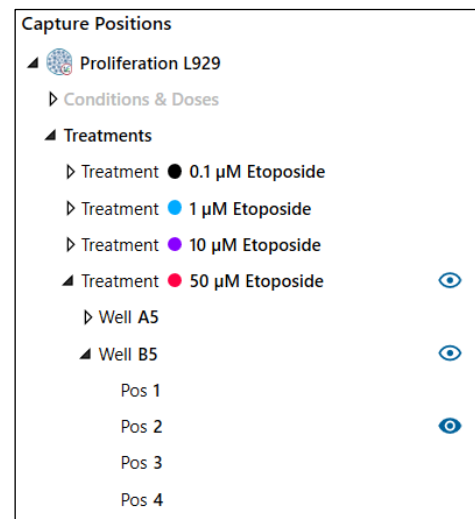 Capture Positions
Proliferation L929
Conditions & Doses
Treatments
Treatment 0.1 µM Etoposide
Treatment 1 µM Etoposide
Treatment 10 µM Etoposide
Treatment 50 µM Etoposide
Well A5
Well B5
Pos 1
Pos 2
Pos 3
Pos 4